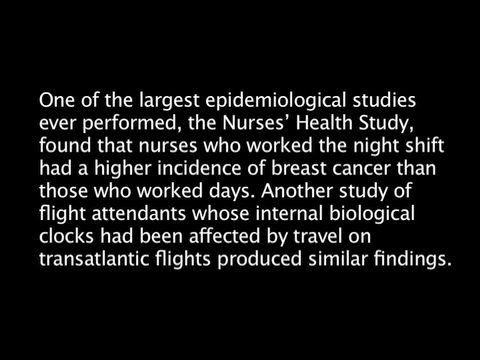 One of the largest epidemiological studies
ever performed, the Nurses’ Health Study,
found that nurses who worked the night shift
had a higher incidence of breast cancer than
those who worked days. Another study of
flight attendants whose internal biological
clocks had been affected by travel on
transatlantic flights produced similar findings.